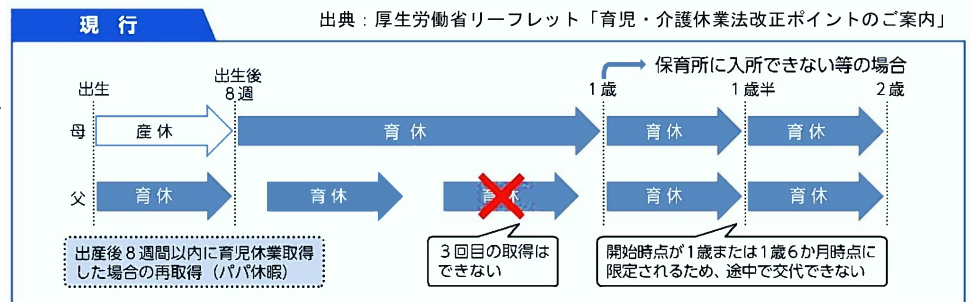 現行
出典：厚生労働省リーフレット「育児・介護休業法改正ポイントのご案内」
保育所に入所できない等の場合
出生
出生後
8週
1歳
1歳半
2歳
母
産休
育休
育休
育休
父
育休
育休
育休
育休
育休
出産後8週間以内に育児休業取得
した場合の再取得（パパ休暇）
3回目の取得は
できない
開始時点が1歳または1歳6か月時点に
限定されるため、途中で交代できない